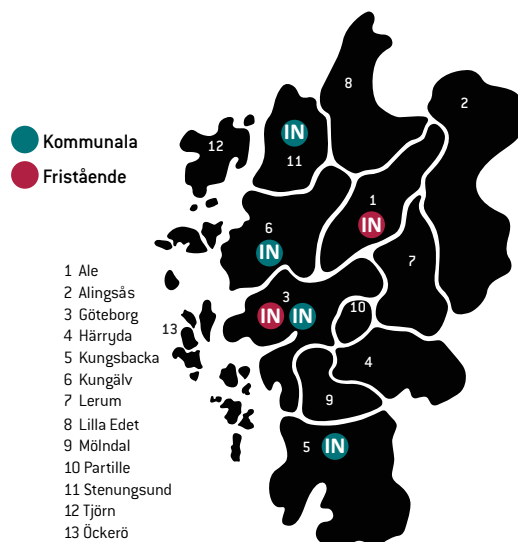 8
2
IN
Kommunala
12
11
Fristående
1
IN
6
IN
7
1 Ale
2 Alingsås
3 Göteborg
4 Härryda
5 Kungsbacka
6 Kungälv
7 Lerum
8 Lilla Edet
9 Mölndal
10 Partille
11 Stenungsund
12 Tjörn
13 Öckerö
3
10
IN IN
13
4
9
5 IN